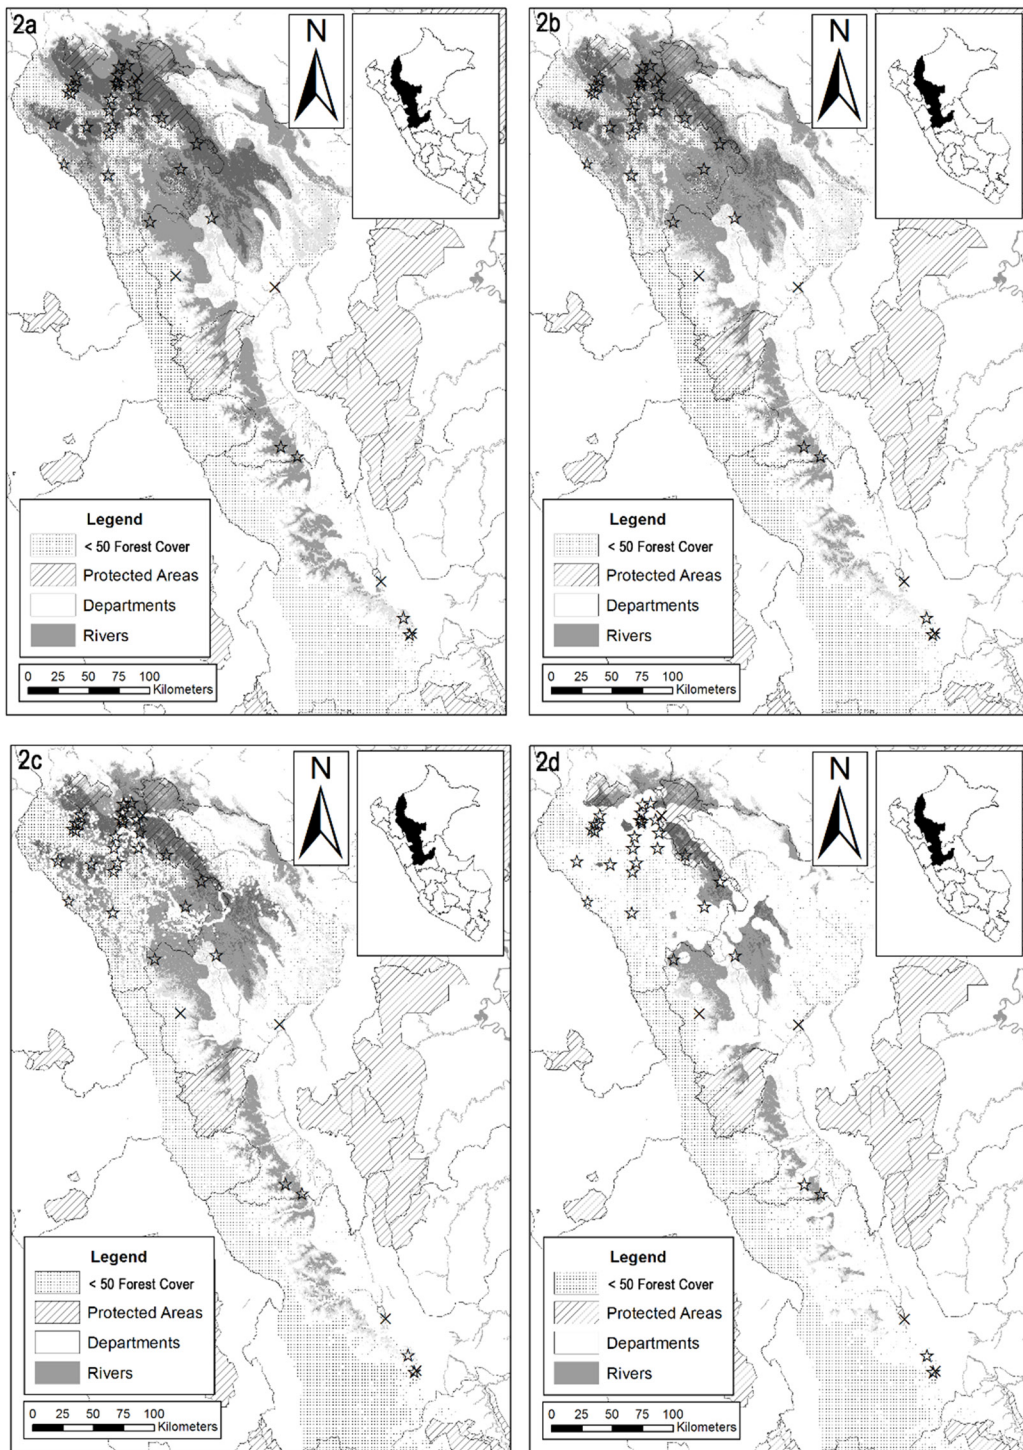 2a
N
Legend
< 50 Forest Cover
Protected Areas
Departments
Rivers
0 25 50 75 100
Kilometers
2b
N
Legend
< 50 Forest Cover
Protected Areas
Departments
Rivers
0 25 50 75 100
Kilometers
2c
N
Legend
< 50 Forest Cover
Protected Areas
Departments
Rivers
0 25 50 75 100
Kilometers
2d
N
Legend
< 50 Forest Cover
Protected Areas
Departments
Rivers
0 25 50 75 100
Kilometers